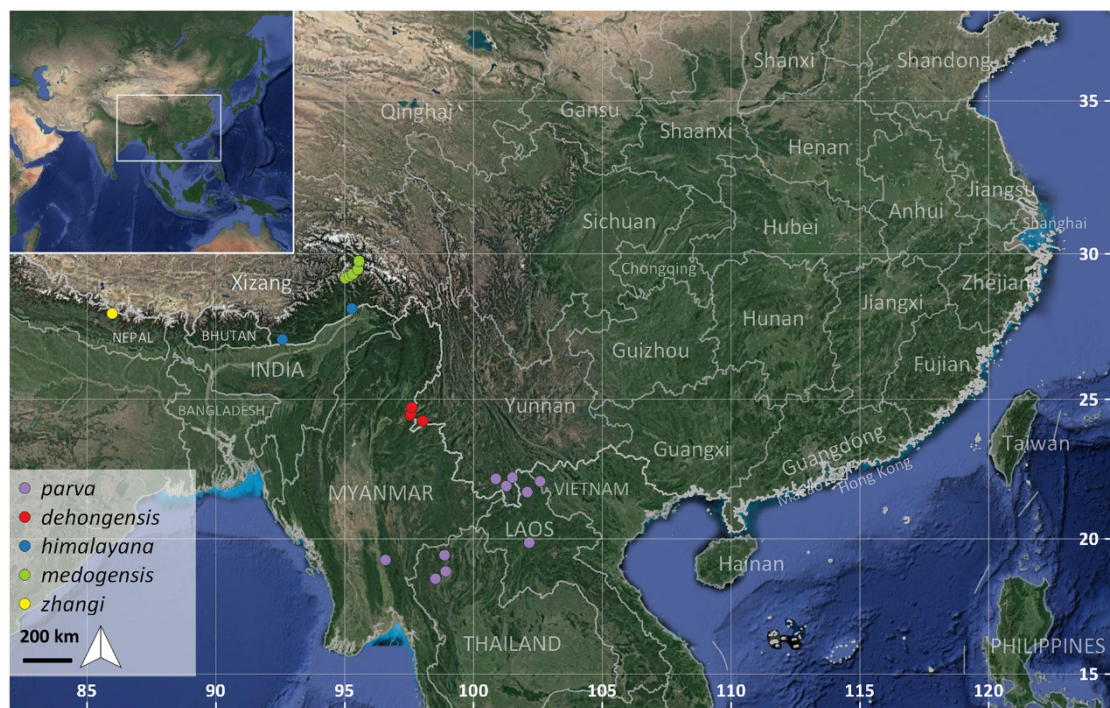 Shanxi
Shandong
35
Qinghai
Gansu
Shaanxi
Henan
Jiangsu
Anhui
Sichuan
Hubei
Shanghai
30
Chongqing
Xizang
Zhejiang
Jiangxi
NEPAL
BHUTAN
Hunan
INDIA
Guizhou
Fujian
25
BANGLADESH
Yunnan
Guangxi
Guangdong
Taiwan
Macao
Hong Kong
MYANMAR
VIETNAM
LAOS
20
Hainan
parva
dehongensis
himalayana
medogensis
zhangi
200 km
THAILAND
PHILIPPINES
15
85
90
95
100
105
110
115
120